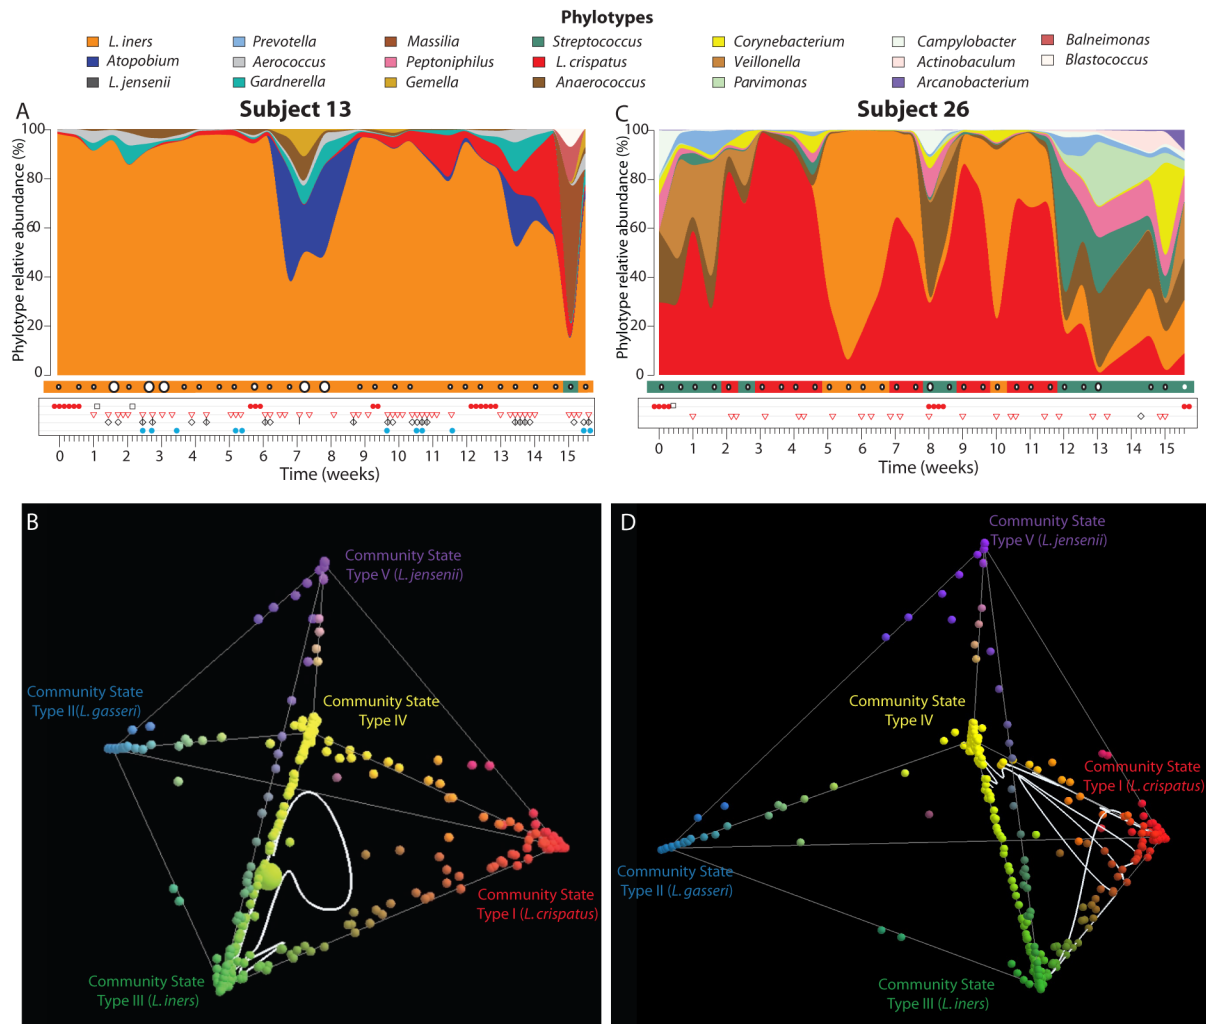 Phylotypes
L. iners Prevotella Massilia Streptococcus Corynebacterium Campylobacter Balneimonas
Atopobium Aerococcus Peptoniphilus L. crispatus Veillonella Actinobaculum Blastococcus
L. jensenii Gardnerella Gemella Anaerococcus Parvimonas Arcanobacterium
A Subject 13
Phylotype relative abundance (%)
100
80
60
40
20
0
0 1 2 3 4 5 6 7 8 9 10 11 12 13 14 15
Time (weeks)
C Subject 26
Phylotype relative abundance (%)
100
80
60
40
20
0
0 1 2 3 4 5 6 7 8 9 10 11 12 13 14 15
Time (weeks)
B
Community State
Type V (L. jensenii)
Community State
Type II(L. gasseri)
Community State
Type IV
Community State
Type I (L. crispatus)
Community State
Type III (L. iners)
D
Community State
Type V (L. jensenii)
Community State
Type IV
Community State
Type I (L. crispatus)
Community State
Type II (L. gasseri)
Community State
Type III (L. iners)